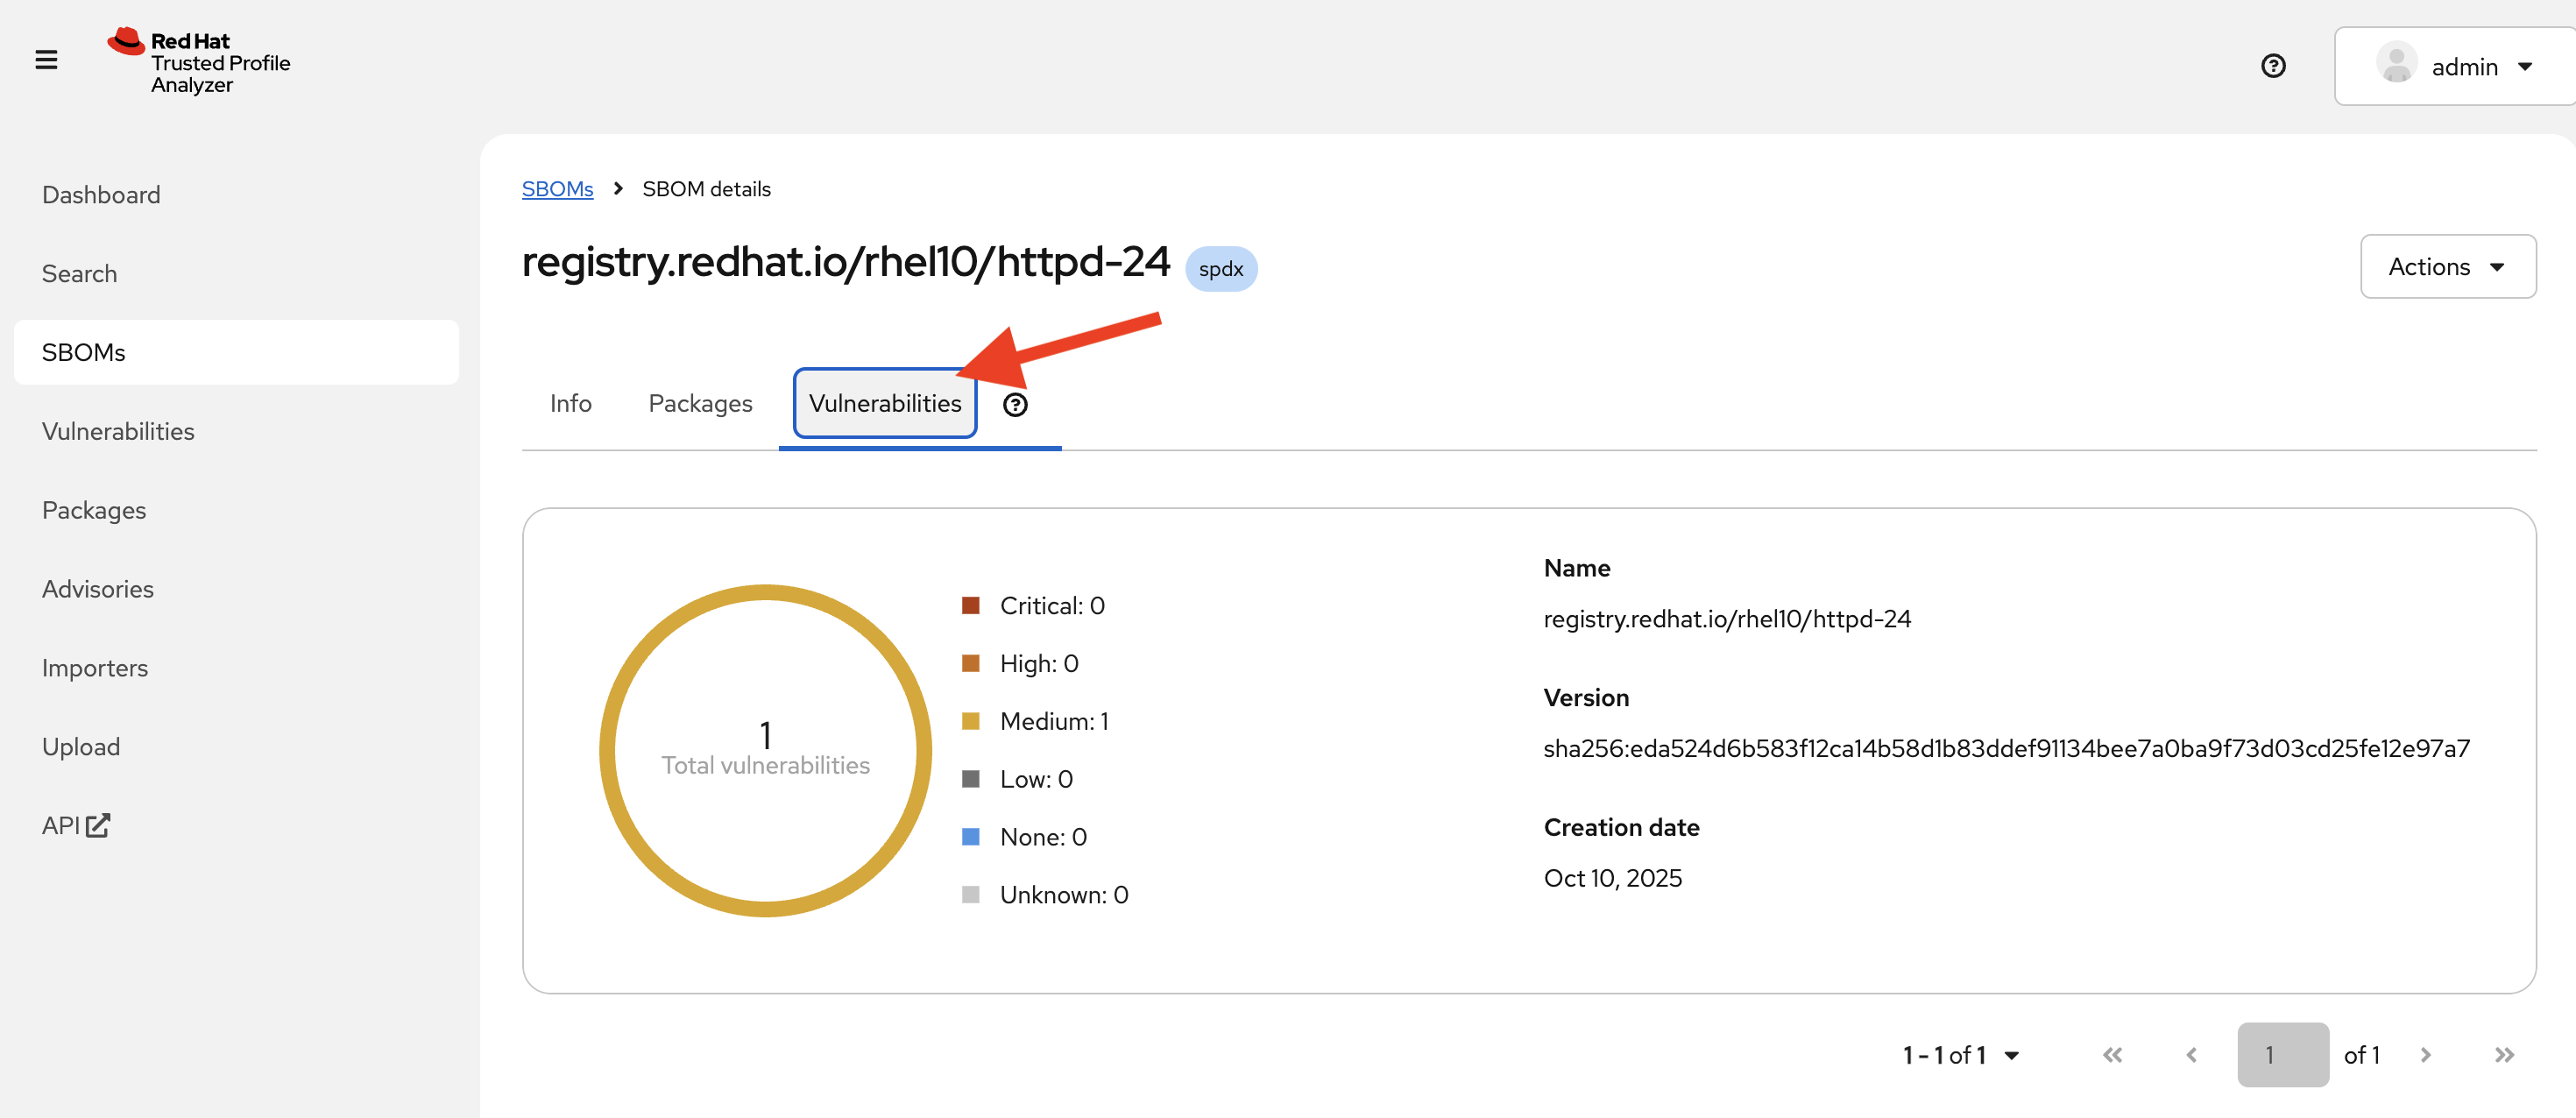 Red Hat
Trusted Profile
Analyzer
admin
Dashboard
Search
SBOMs
Vulnerabilities
Packages
Advisories
Importers
Upload
API
SBOMs > SBOM details
registry.redhat.io/rhel10/httpd-24 spdx
Actions
Info Packages Vulnerabilities
1
Total vulnerabilities
Critical: 0
High: 0
Medium: 1
Low: 0
None: 0
Unknown: 0
Name
registry.redhat.io/rhel10/httpd-24
Version
sha256:eda524d6b583f12ca14b58d1b83ddef91134bee7a0ba9f73d03cd25fe12e97a7
Creation date
Oct 10, 2025
1 - 1 of 1 1 of 1